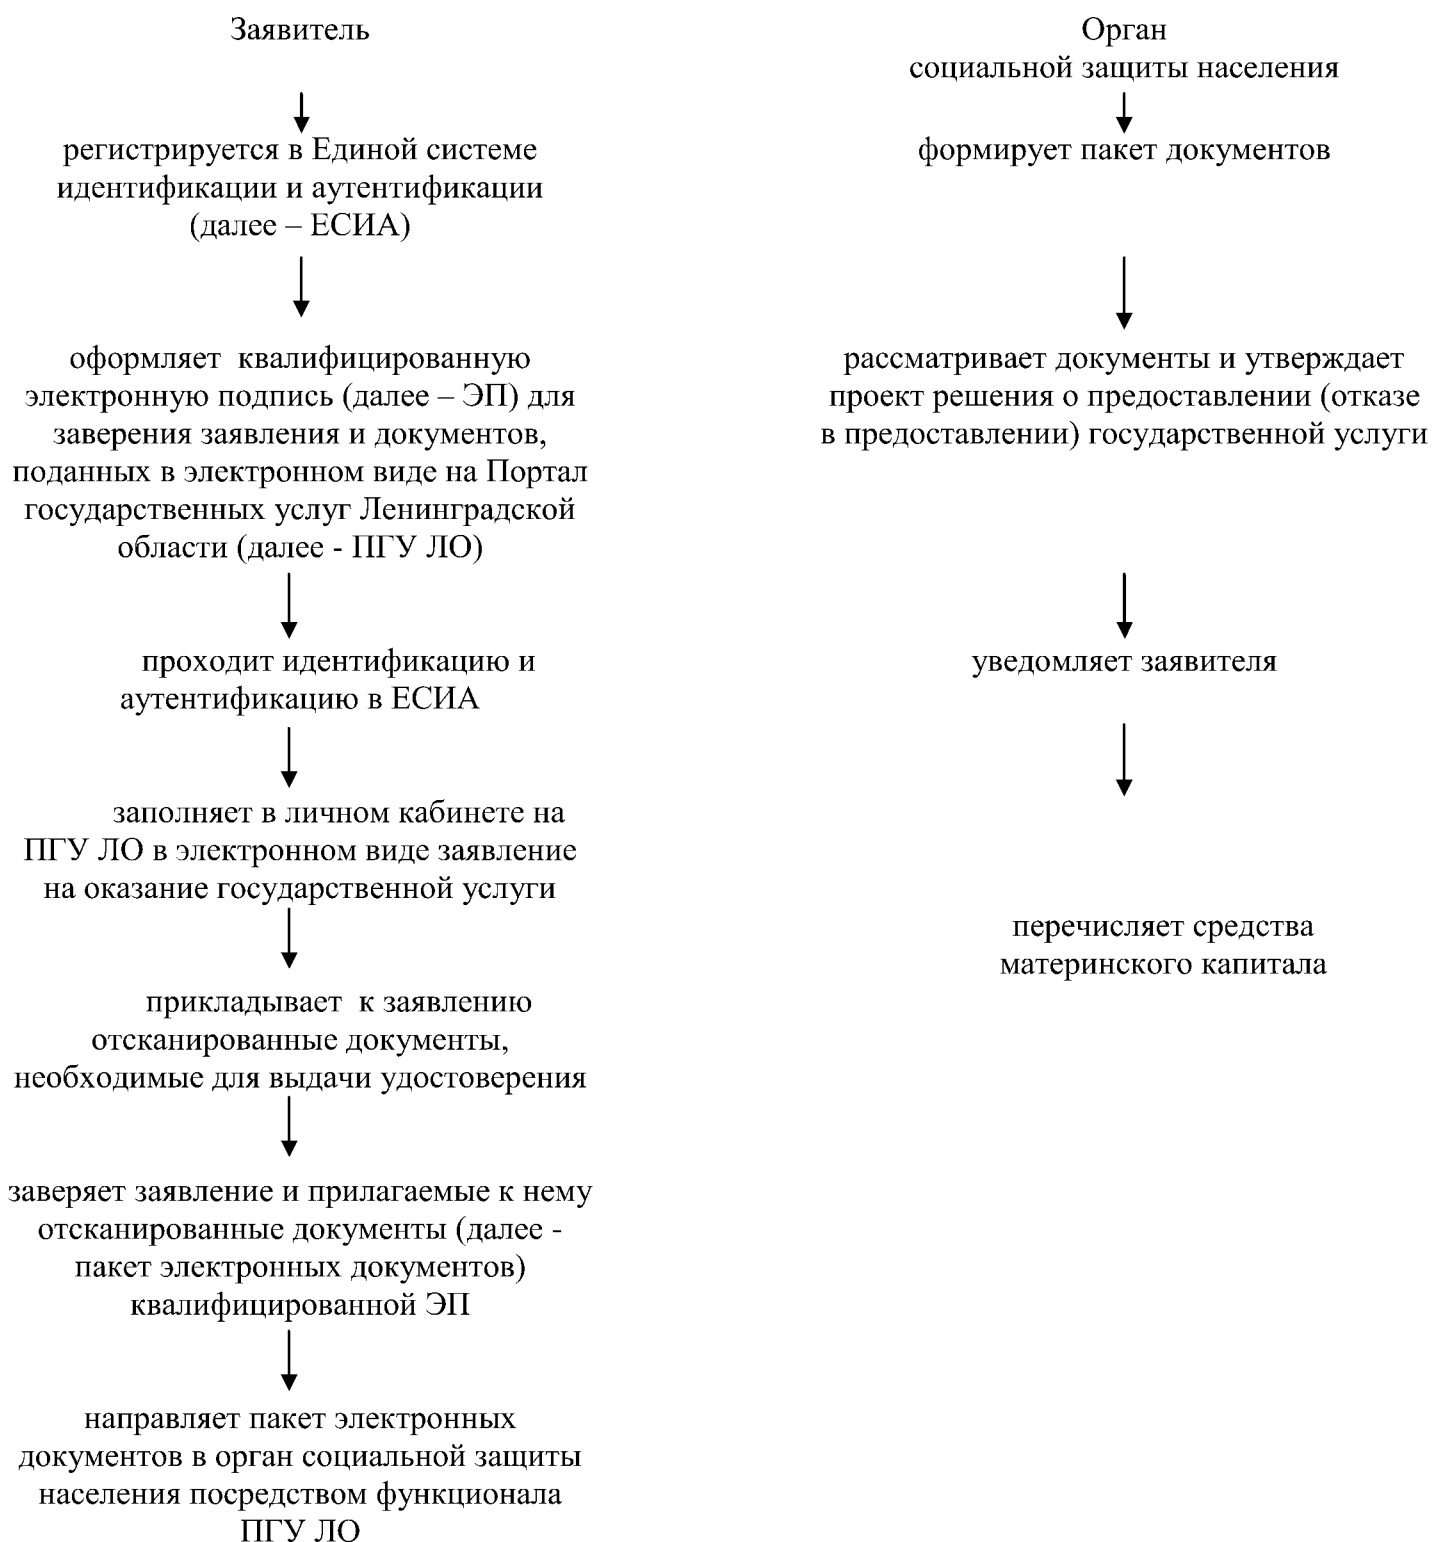 Заявитель
регистрируется в Единой системе
идентификации и аутентификации
(далее – ЕСИА)
оформляет квалифицированную
электронную подпись (далее – ЭП) для
заверения заявления и документов,
поданных в электронном виде на Портал
государственных услуг Ленинградской
области (далее - ПГУ ЛО)
проходит идентификацию и
аутентификацию в ЕСИА
заполняет в личном кабинете на
ПГУ ЛО в электронном виде заявление
на оказание государственной услуги
прикладывает к заявлению
отсканированные документы,
необходимые для выдачи удостоверения
заверяет заявление и прилагаемые к нему
отсканированные документы (далее -
пакет электронных документов)
квалифицированной ЭП
направляет пакет электронных
документов в орган социальной защиты
населения посредством функционала
ПГУ ЛО
Орган
социальной защиты населения
формирует пакет документов
рассматривает документы и утверждает
проект решения о предоставлении (отказе
в предоставлении) государственной услуги
уведомляет заявителя
перечисляет средства
материнского капитала